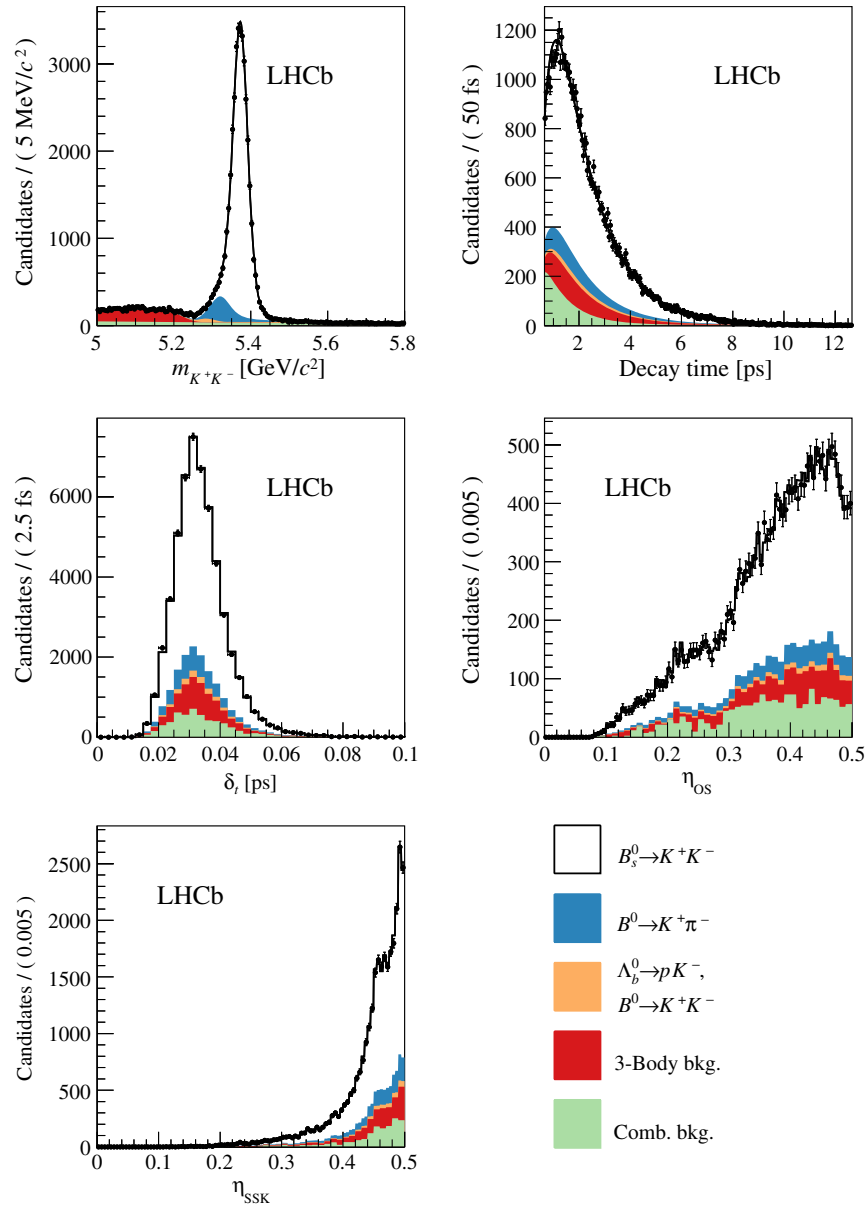 Candidates / ( 5 MeV/c² )
3000
2000
1000
0
LHCb
5
5.2
5.4
5.6
5.8
m_{K⁺K⁻} [GeV/c²]
Candidates / ( 50 fs )
1200
1000
800
600
400
200
0
LHCb
2
4
6
8
10
12
Decay time [ps]
Candidates / ( 2.5 fs )
6000
4000
2000
0
LHCb
0
0.02
0.04
0.06
0.08
0.1
δ_t [ps]
Candidates / ( 0.005 )
500
400
300
200
100
0
LHCb
0
0.1
0.2
0.3
0.4
0.5
η_OS
Candidates / ( 0.005 )
2500
2000
1500
1000
500
0
LHCb
0
0.1
0.2
0.3
0.4
0.5
η_SSK
B_s⁰→K⁺K⁻
B⁰→K⁺π⁻
Λ_b⁰→pK⁻,
B⁰→K⁺K⁻
3-Body bkg.
Comb. bkg.